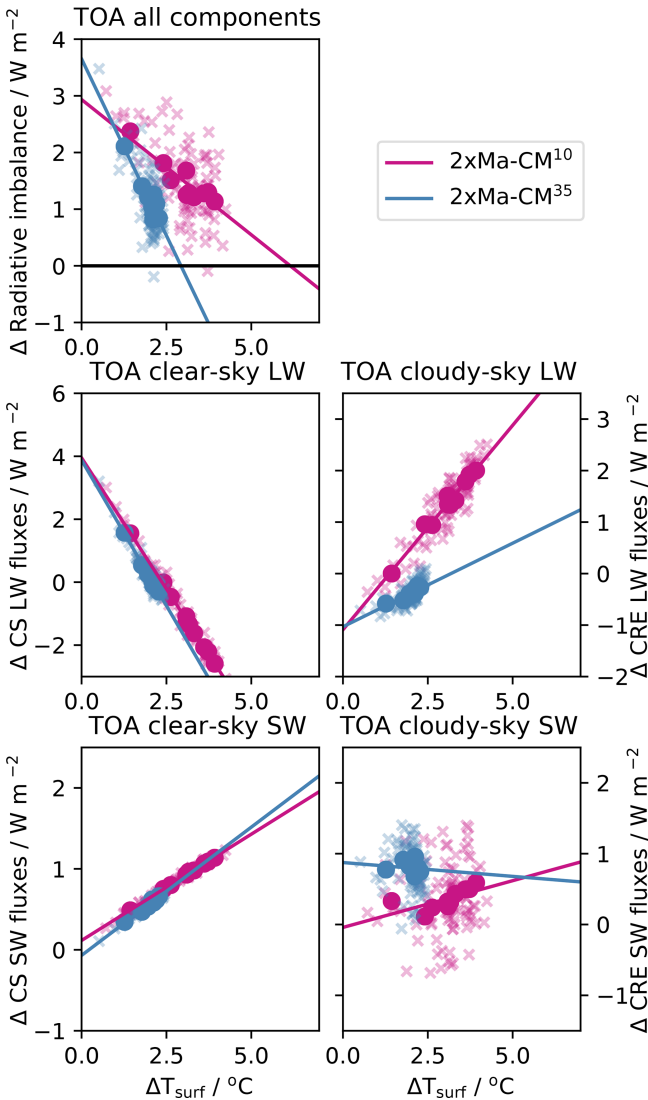 TOA all components
4
3
2
1
0
−1
Δ Radiative imbalance / W m⁻²
0.0 2.5 5.0
2xMa-CM¹⁰
2xMa-CM³⁵
TOA clear-sky LW
6
4
2
0
−2
Δ CS LW fluxes / W m⁻²
0.0 2.5 5.0
TOA cloudy-sky LW
3
2
1
0
−1
−2
Δ CRE LW fluxes / W m⁻²
0.0 2.5 5.0
TOA clear-sky SW
2
1
0
−1
Δ CS SW fluxes / W m⁻²
0.0 2.5 5.0
ΔTsurf / °C
TOA cloudy-sky SW
2
1
0
−1
Δ CRE SW fluxes / W m⁻²
0.0 2.5 5.0
ΔTsurf / °C